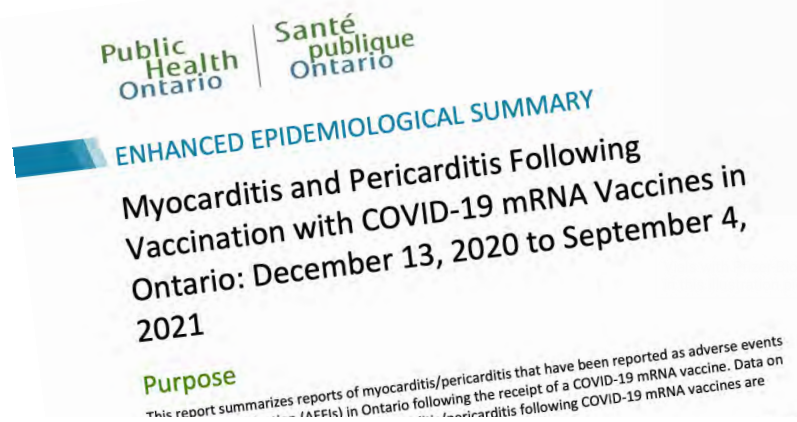 Public
Health
Ontario
Santé
publique
Ontario
ENHANCED EPIDEMIOLOGICAL SUMMARY
Myocarditis and Pericarditis Following
Vaccination with COVID-19 mRNA Vaccines in
Ontario: December 13, 2020 to September 4,
2021
Purpose
This report summarizes reports of myocarditis/pericarditis that have been reported as adverse events
(AEFIs) in Ontario following the receipt of a COVID-19 mRNA vaccine. Data on
following COVID-19 mRNA vaccines are